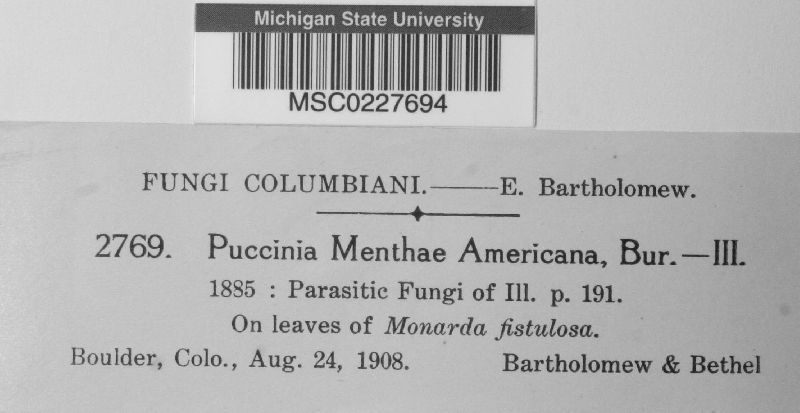 Michigan State University
MSC0227694
FUNGI COLUMBIANI.——E. Bartholomew.
2769. Puccinia Menthae Americana, Bur.—III.
1885 : Parasitic Fungi of Ill. p. 191.
On leaves of Monarda fistulosa.
Boulder, Colo., Aug. 24, 1908. Bartholomew & Bethel